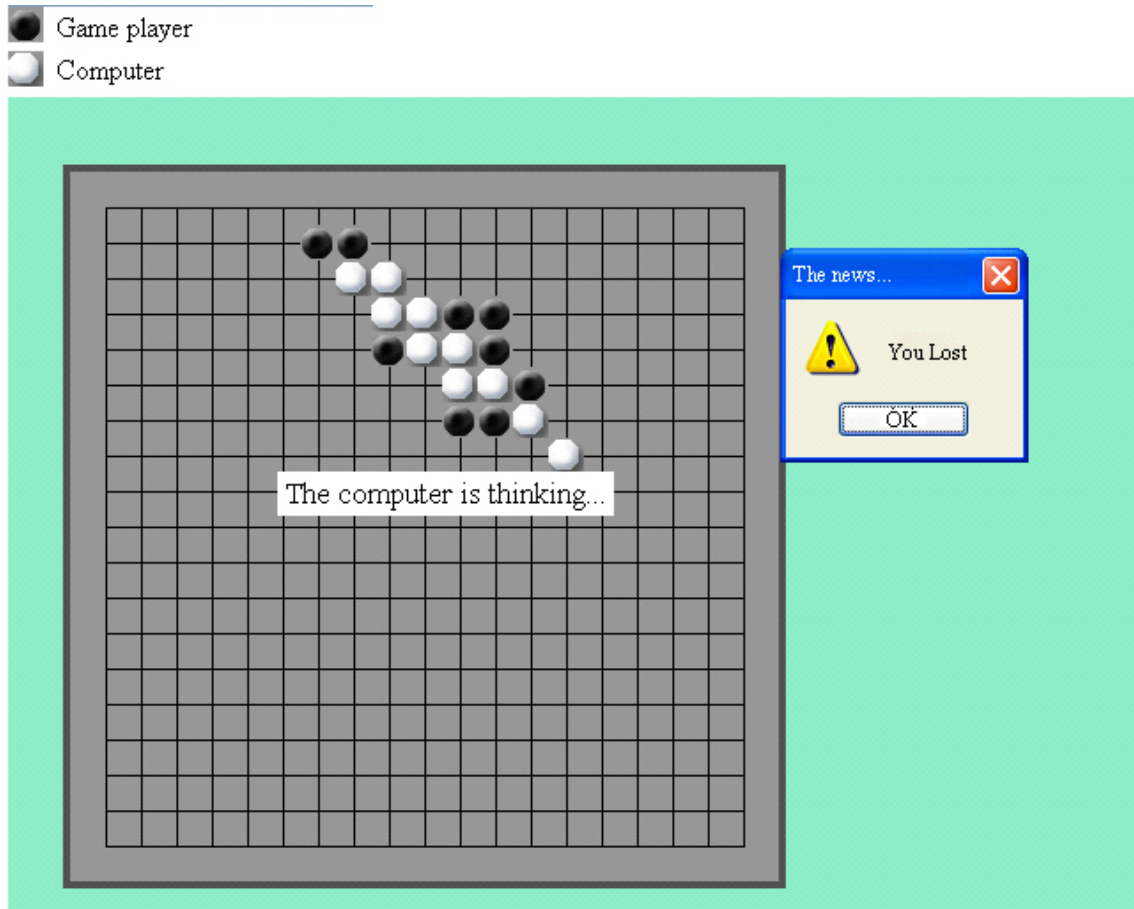 Game player
Computer
The news...
You Lost
OK
The computer is thinking...